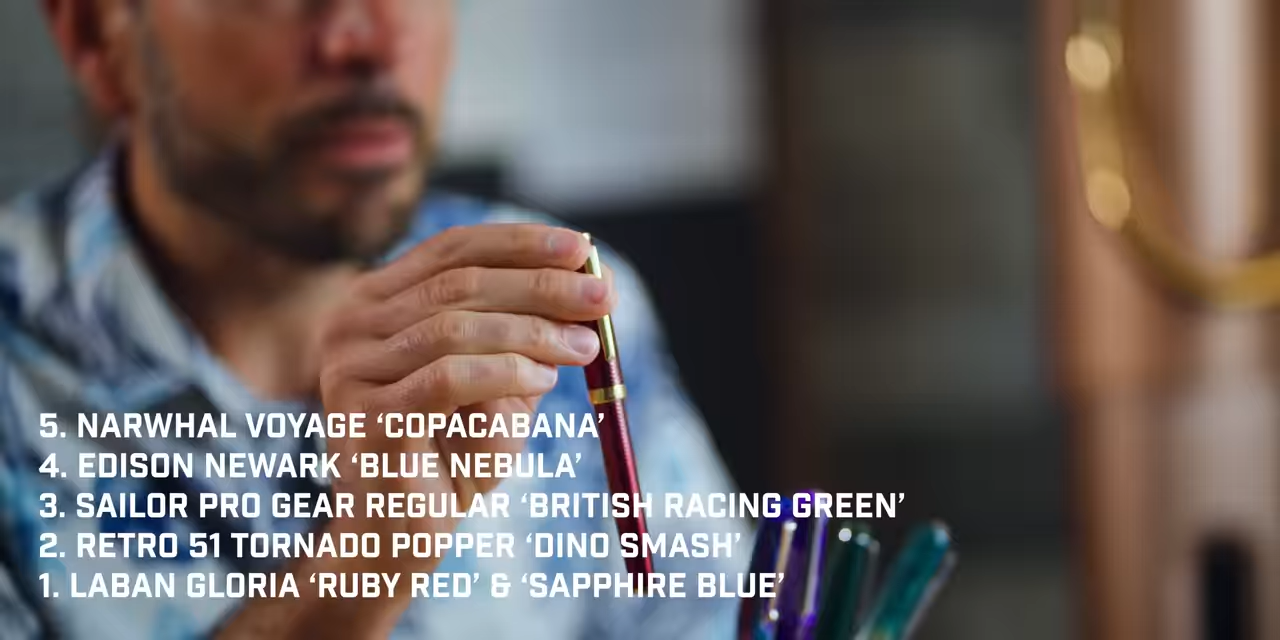 5. NARWHAL VOYAGE ‘COPACABANA’
4. EDISON NEWARK ‘BLUE NEBULA’
3. SAILOR PRO GEAR REGULAR ‘BRITISH RACING GREEN’
2. RETRO 51 TORNADO POPPER ‘DINO SMASH’
1. LABAN GLORIA ‘RUBY RED’ & ‘SAPPHIRE BLUE’